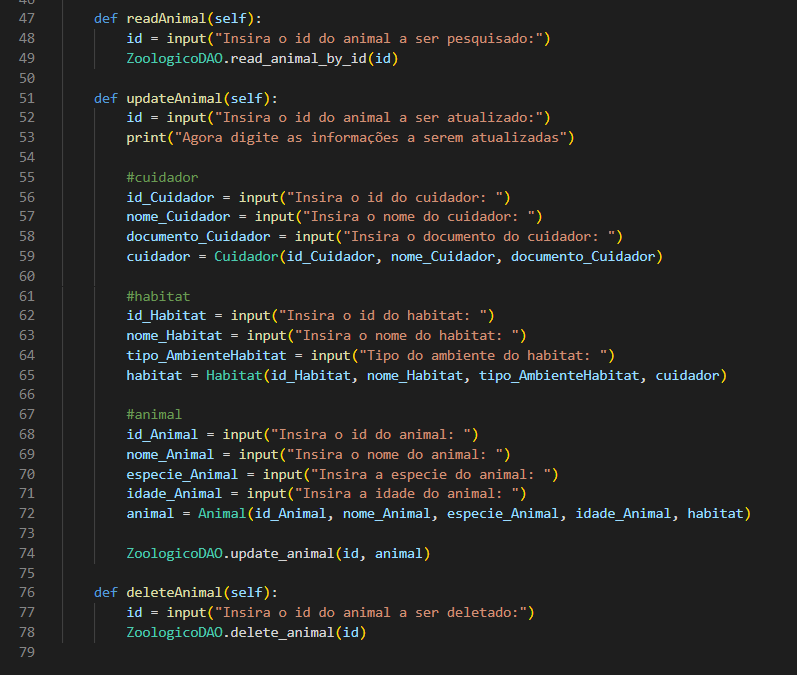 46
47 def readAnimal(self):
48 id = input("Insira o id do animal a ser pesquisado:")
49 ZoologicoDAO.read_animal_by_id(id)
50
51 def updateAnimal(self):
52 id = input("Insira o id do animal a ser atualizado:")
53 print("Agora digite as informações a serem atualizadas")
54
55 #cuidador
56 id_Cuidador = input("Insira o id do cuidador: ")
57 nome_Cuidador = input("Insira o nome do cuidador: ")
58 documento_Cuidador = input("Insira o documento do cuidador: ")
59 cuidador = Cuidador(id_Cuidador, nome_Cuidador, documento_Cuidador)
60
61 #habitat
62 id_Habitat = input("Insira o id do habitat: ")
63 nome_Habitat = input("Insira o nome do habitat: ")
64 tipo_AmbienteHabitat = input("Tipo do ambiente do habitat: ")
65 habitat = Habitat(id_Habitat, nome_Habitat, tipo_AmbienteHabitat, cuidador)
66
67 #animal
68 id_Animal = input("Insira o id do animal: ")
69 nome_Animal = input("Insira o nome do animal: ")
70 especie_Animal = input("Insira a especie do animal: ")
71 idade_Animal = input("Insira a idade do animal: ")
72 animal = Animal(id_Animal, nome_Animal, especie_Animal, idade_Animal, habitat)
73
74 ZoologicoDAO.update_animal(id, animal)
75
76 def deleteAnimal(self):
77 id = input("Insira o id do animal a ser deletado:")
78 ZoologicoDAO.delete_animal(id)
79